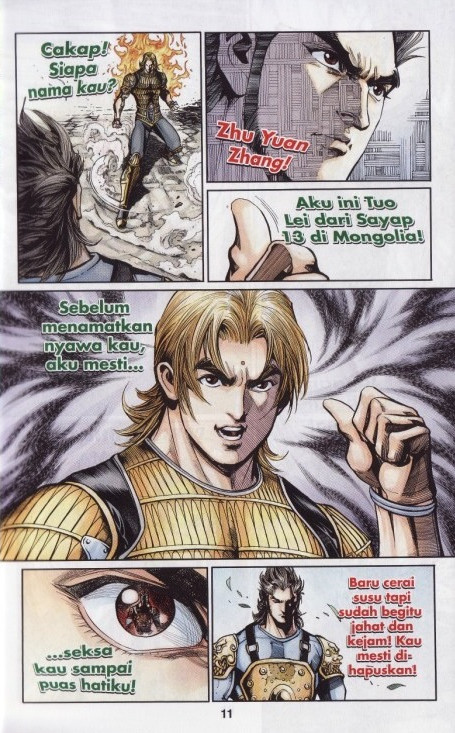 Cakap!
Siapa
nama kau?
Zhu Yuan
Zhang!
Aku ini Tuo
Lei dari Sayap
13 di Mongolia!
Sebelum
menamatkan
nyawa kau,
aku mesti...
...seksa
kau sampai
puas hatiku!
Baru cerai
susu tapi
sudah begitu
jahat dan
kejam! Kau
mesti di-
hapuskan!
11